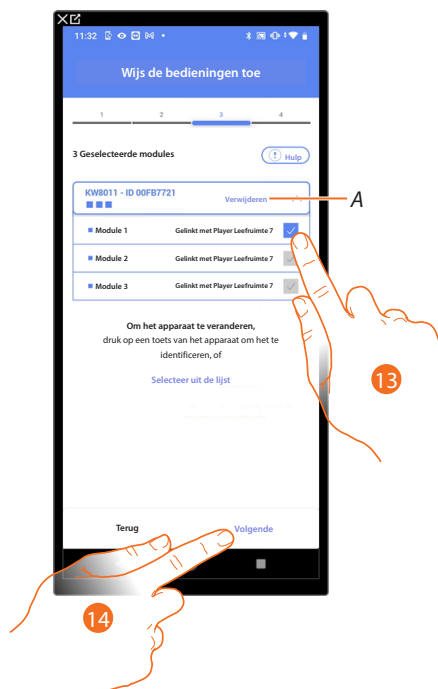 11:32
Wijs de bedieningen toe
1 2 3 4
3 Geselecteerde modules
Hulp
KW8011 - ID 00FB7721
Verwijderen
A
Module 1 Gelinkt met Player Leefruimte 7
Module 2 Gelinkt met Player Leefruimte 7
Module 3 Gelinkt met Player Leefruimte 7
Om het apparaat te veranderen,
druk op een toets van het apparaat om het te
identificeren, of
Selecteer uit de lijst
13
Terug Volgende
14